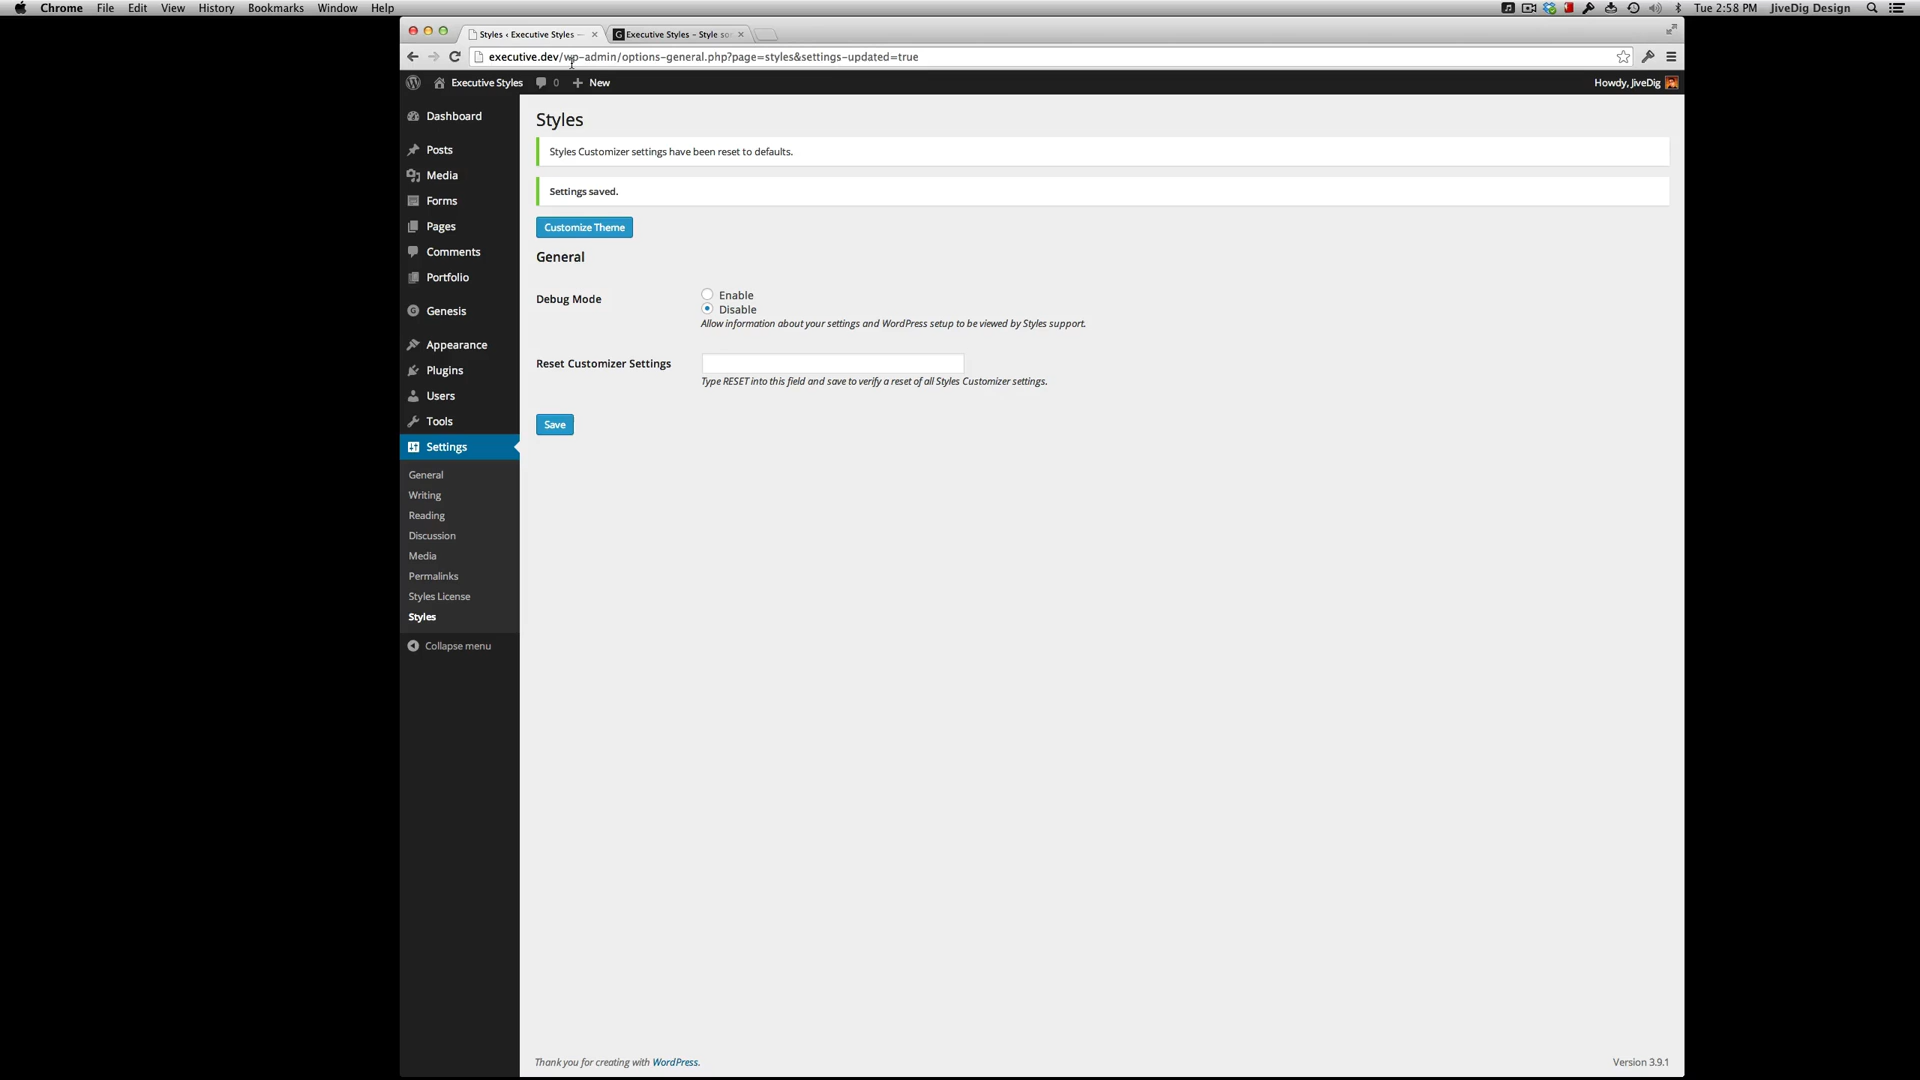 Chrome File Edit View History Bookmarks Window Help
Tue 2:58 PM JiveDig Design
Styles ‹ Executive Styles —
Executive Styles – Style so
executive.dev/wp-admin/options-general.php?page=styles&settings-updated=true
Executive Styles 0 + New
Howdy, JiveDig
Dashboard
Posts
Media
Forms
Pages
Comments
Portfolio
Genesis
Appearance
Plugins
Users
Tools
Settings
General
Writing
Reading
Discussion
Media
Permalinks
Styles License
Styles
Collapse menu
Styles
Styles Customizer settings have been reset to defaults.
Settings saved.
Customize Theme
General
Debug Mode
Enable
Disable
Allow information about your settings and WordPress setup to be viewed by Styles support.
Reset Customizer Settings
Type RESET into this field and save to verify a reset of all Styles Customizer settings.
Save
Thank you for creating with WordPress.
Version 3.9.1